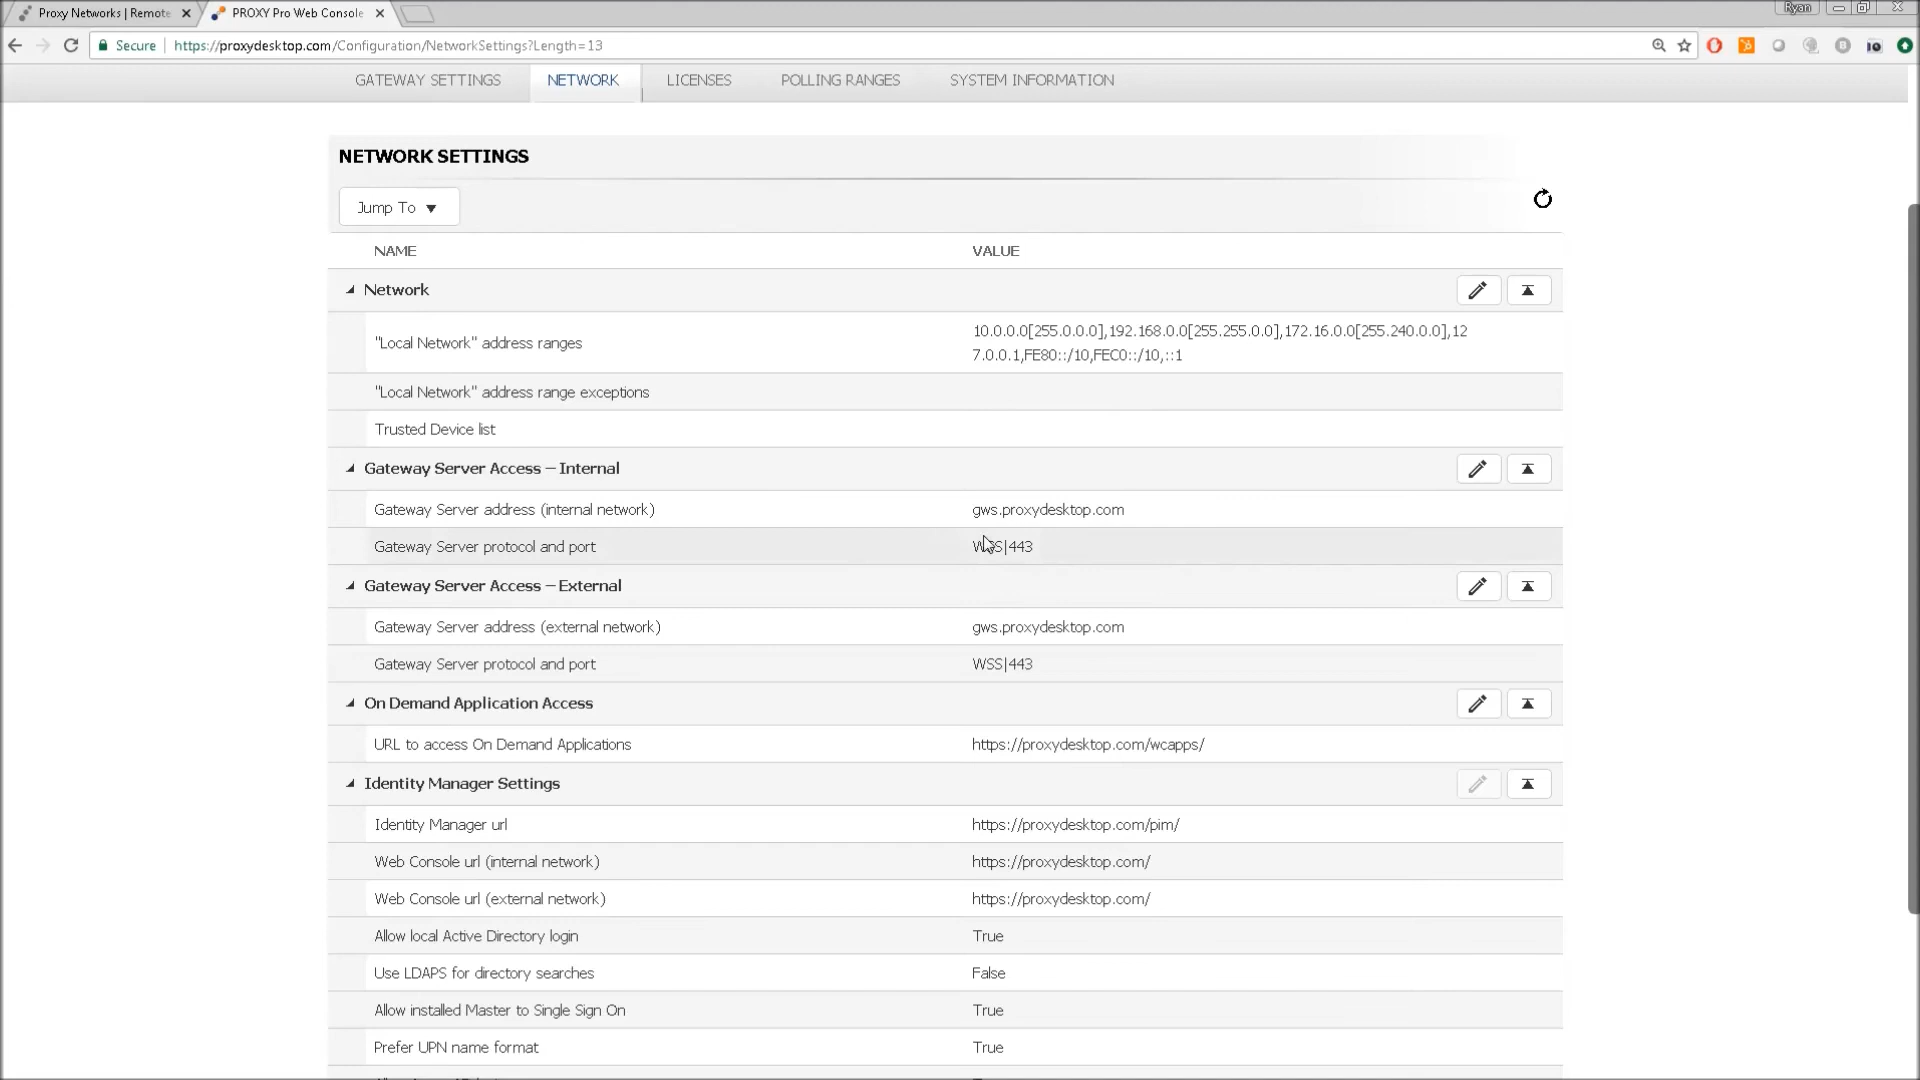 Proxy Networks | Remote
PROXY Pro Web Console
Ryan
Secure
https://proxydesktop.com/Configuration/NetworkSettings?Length=13
GATEWAY SETTINGS
NETWORK
LICENSES
POLLING RANGES
SYSTEM INFORMATION
NETWORK SETTINGS
Jump To
NAME VALUE
Network
"Local Network" address ranges
10.0.0.0[255.0.0.0],192.168.0.0[255.255.0.0],172.16.0.0[255.240.0.0],12
7.0.0.1,FE80::/10,FEC0::/10,::1
"Local Network" address range exceptions
Trusted Device list
Gateway Server Access – Internal
Gateway Server address (internal network) gws.proxydesktop.com
Gateway Server protocol and port WSS|443
Gateway Server Access – External
Gateway Server address (external network) gws.proxydesktop.com
Gateway Server protocol and port WSS|443
On Demand Application Access
URL to access On Demand Applications https://proxydesktop.com/wcapps/
Identity Manager Settings
Identity Manager url https://proxydesktop.com/pim/
Web Console url (internal network) https://proxydesktop.com/
Web Console url (external network) https://proxydesktop.com/
Allow local Active Directory login True
Use LDAPS for directory searches False
Allow installed Master to Single Sign On True
Prefer UPN name format True